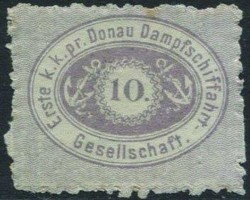 Erste k.k.pr. Donau Dampfschiffahrt-
10.
Gesellschaft.